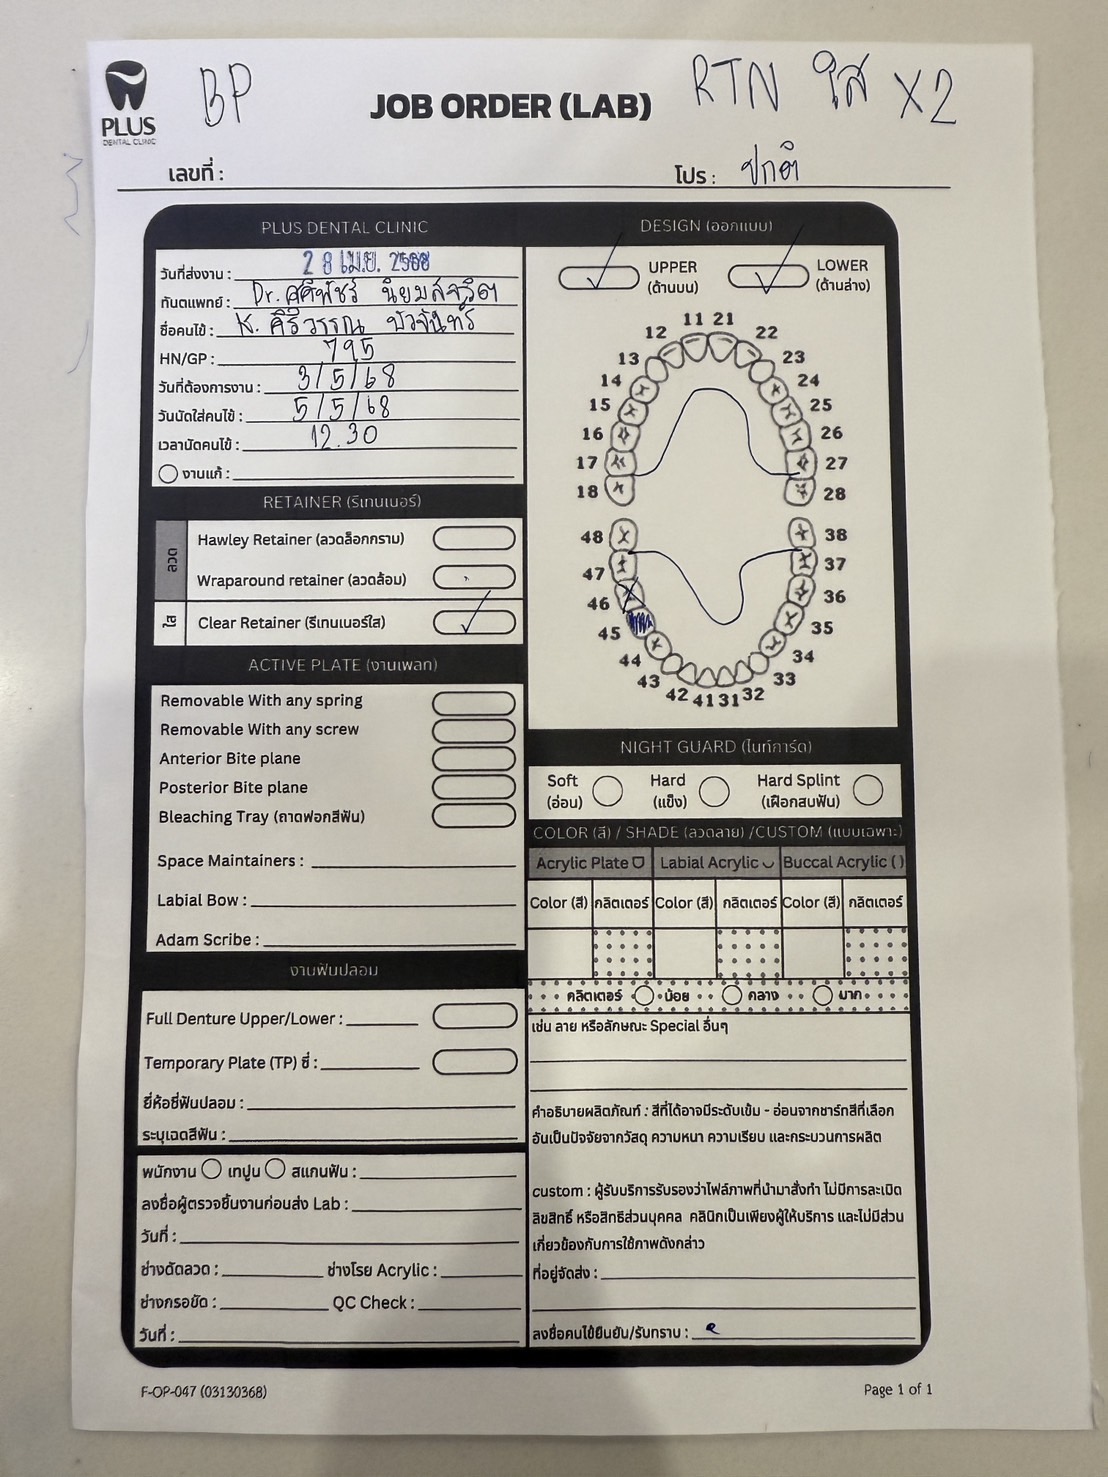 BP
RTN ใส X2
PLUS
DENTAL CLINIC
JOB ORDER (LAB)
เลขที่ :
โปร : ปกติ
PLUS DENTAL CLINIC
วันที่ส่งงาน : 28 เม.ย. 2568
ทันตแพทย์ : Dr. ศศิพัชร์ นิยมสุจริต
ชื่อคนไข้ : K. ศิริวรรณ บัวจันทร์
HN/GP : 795
วันที่ต้องการงาน : 3/5/68
วันนัดใส่คนไข้ : 5/5/68
เวลานัดคนไข้ : 12.30
งานแก้ :
RETAINER (รีเทนเนอร์)
ลวด
Hawley Retainer (ลวดล็อกกราม)
Wraparound retainer (ลวดล้อม)
ใส
Clear Retainer (รีเทนเนอร์ใส)
ACTIVE PLATE (งานเพลท)
Removable With any spring
Removable With any screw
Anterior Bite plane
Posterior Bite plane
Bleaching Tray (ถาดฟอกสีฟัน)
Space Maintainers :
Labial Bow :
Adam Scribe :
งานฟันปลอม
Full Denture Upper/Lower :
Temporary Plate (TP) ซี่ :
ยี่ห้อซี่ฟันปลอม :
ระบุเฉดสีฟัน :
พนักงาน เทปูน สแกนฟัน :
ลงชื่อผู้ตรวจชิ้นงานก่อนส่ง Lab :
วันที่ :
ช่างดัดลวด : ช่างโรย Acrylic :
ช่างกรอขัด : QC Check :
วันที่ :
DESIGN (ออกแบบ)
UPPER
(ด้านบน)
LOWER
(ด้านล่าง)
11 21
12 22
13 23
14 24
15 25
16 26
17 27
18 28
48 38
47 37
46 36
45 35
44 34
43 33
42 41 31 32
NIGHT GUARD (ไนท์การ์ด)
Soft
(อ่อน)
Hard
(แข็ง)
Hard Splint
(เฝือกสบฟัน)
COLOR (สี) / SHADE (ลวดลาย) /CUSTOM (แบบเฉพาะ)
Acrylic Plate Labial Acrylic Buccal Acrylic ( )
Color (สี) กลิตเตอร์ Color (สี) กลิตเตอร์ Color (สี) กลิตเตอร์
กลิตเตอร์ น้อย กลาง มาก
เช่น ลาย หรือลักษณะ Special อื่นๆ
คำอธิบายผลิตภัณฑ์ : สีที่ได้อาจมีระดับเข้ม - อ่อนจากชาร์ทสีที่เลือก
อันเป็นปัจจัยจากวัสดุ ความหนา ความเรียบ และกระบวนการผลิต
custom : ผู้รับบริการรับรองว่าไฟล์ภาพที่นำมาสั่งทำ ไม่มีการละเมิด
ลิขสิทธิ์ หรือสิทธิส่วนบุคคล คลินิกเป็นเพียงผู้ให้บริการ และไม่มีส่วน
เกี่ยวข้องกับการใช้ภาพดังกล่าว
ที่อยู่จัดส่ง :
ลงชื่อคนไข้ยืนยัน/รับทราบ :
F-OP-047 (03130368)
Page 1 of 1